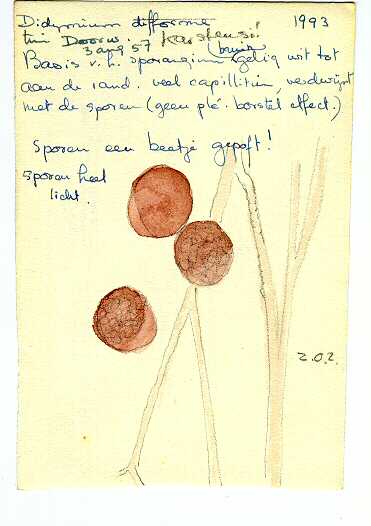 Didymium difforme 1993
tuin Doorw. Karstensii
3 aug 57 (bruin
Basis v. h. sporangium gelig wit tot
aan de rand. veel capillitium, verdwijnt
met de sporen (geen plé. borstel effect.)
Sporen een beetje gepoft!
Sporen heel
licht.
Z.O.Z.